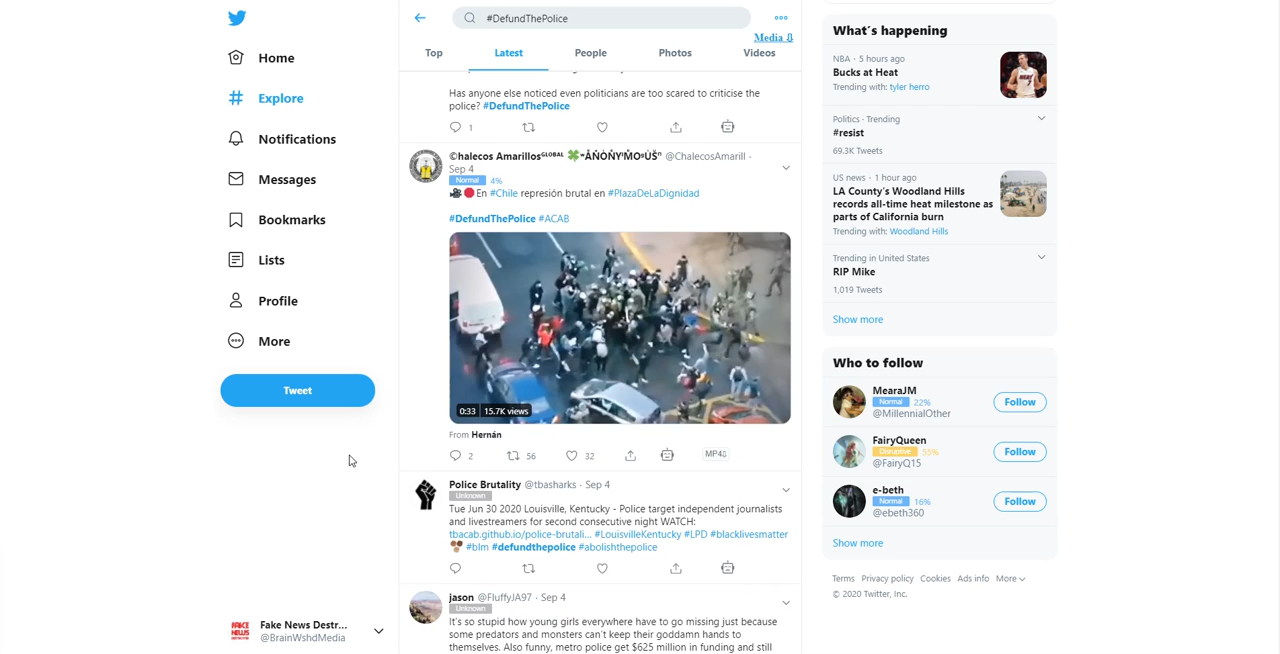 #DefundThePolice
Media ⇩
Top
Latest
People
Photos
Videos
Home
Explore
Notifications
Messages
Bookmarks
Lists
Profile
More
Tweet
Fake News Destr...
@BrainWshdMedia
Has anyone else noticed even politicians are too scared to criticise the
police? #DefundThePolice
1
@ChalecosAmarill ·
Sep 4
Normal 4%
En #Chile represión brutal en #PlazaDeLaDignidad
#DefundThePolice #ACAB
0:33 15.7K views
From Hernán
2 56 32 MP4⇩
Police Brutality @tbasharks · Sep 4
Unknown
Tue Jun 30 2020 Louisville, Kentucky - Police target independent journalists
and livestreamers for second consecutive night WATCH:
tbacab.github.io/police-brutali... #LouisvilleKentucky #LPD #blacklivesmatter
#blm #defundthepolice #abolishthepolice
jason @FluffyJA97 · Sep 4
Unknown
It's so stupid how young girls everywhere have to go missing just because
some predators and monsters can't keep their goddamn hands to
themselves. Also funny, metro police get $625 million in funding and still
What's happening
NBA · 5 hours ago
Bucks at Heat
Trending with: tyler herro
Politics · Trending
#resist
69.3K Tweets
US news · 1 hour ago
LA County's Woodland Hills
records all-time heat milestone as
parts of California burn
Trending with: Woodland Hills
Trending in United States
RIP Mike
1,019 Tweets
Show more
Who to follow
MearaJM
Normal 22%
@MillennialOther
Follow
FairyQueen
Disruptive 55%
@FairyQ15
Follow
e-beth
Normal 16%
@ebeth360
Follow
Show more
Terms Privacy policy Cookies Ads info More
© 2020 Twitter, Inc.